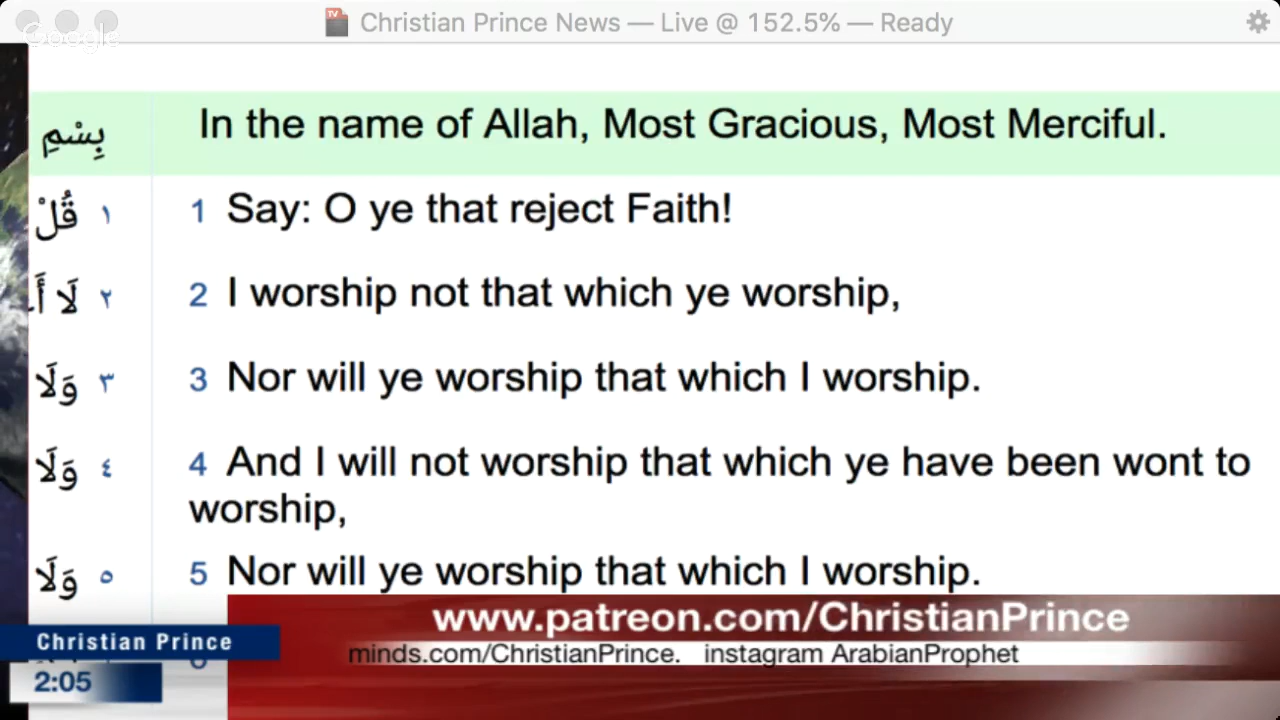 TV Christian Prince News — Live @ 152.5% — Ready
Google
بِسْمِ In the name of Allah, Most Gracious, Most Merciful.
قُلْ ١ 1 Say: O ye that reject Faith!
لَا ٢ 2 I worship not that which ye worship,
وَلَا ٣ 3 Nor will ye worship that which I worship.
وَلَا ٤ 4 And I will not worship that which ye have been wont to
worship,
وَلَا ٥ 5 Nor will ye worship that which I worship.
www.patreon.com/ChristianPrince
Christian Prince
minds.com/ChristianPrince. instagram ArabianProphet
2:05